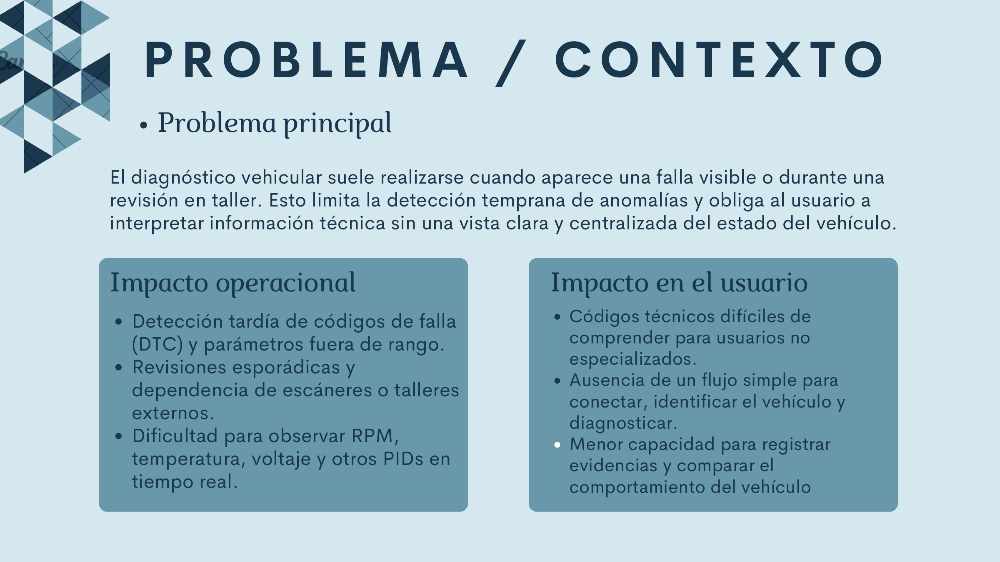 PROBLEMA / CONTEXTO
• Problema principal
El diagnóstico vehicular suele realizarse cuando aparece una falla visible o durante una
revisión en taller. Esto limita la detección temprana de anomalías y obliga al usuario a
interpretar información técnica sin una vista clara y centralizada del estado del vehículo.
Impacto operacional
• Detección tardía de códigos de falla
(DTC) y parámetros fuera de rango.
• Revisiones esporádicas y
dependencia de escáneres o talleres
externos.
• Dificultad para observar RPM,
temperatura, voltaje y otros PIDs en
tiempo real.
Impacto en el usuario
• Códigos técnicos difíciles de
comprender para usuarios no
especializados.
• Ausencia de un flujo simple para
conectar, identificar el vehículo y
diagnosticar.
• Menor capacidad para registrar
evidencias y comparar el
comportamiento del vehículo